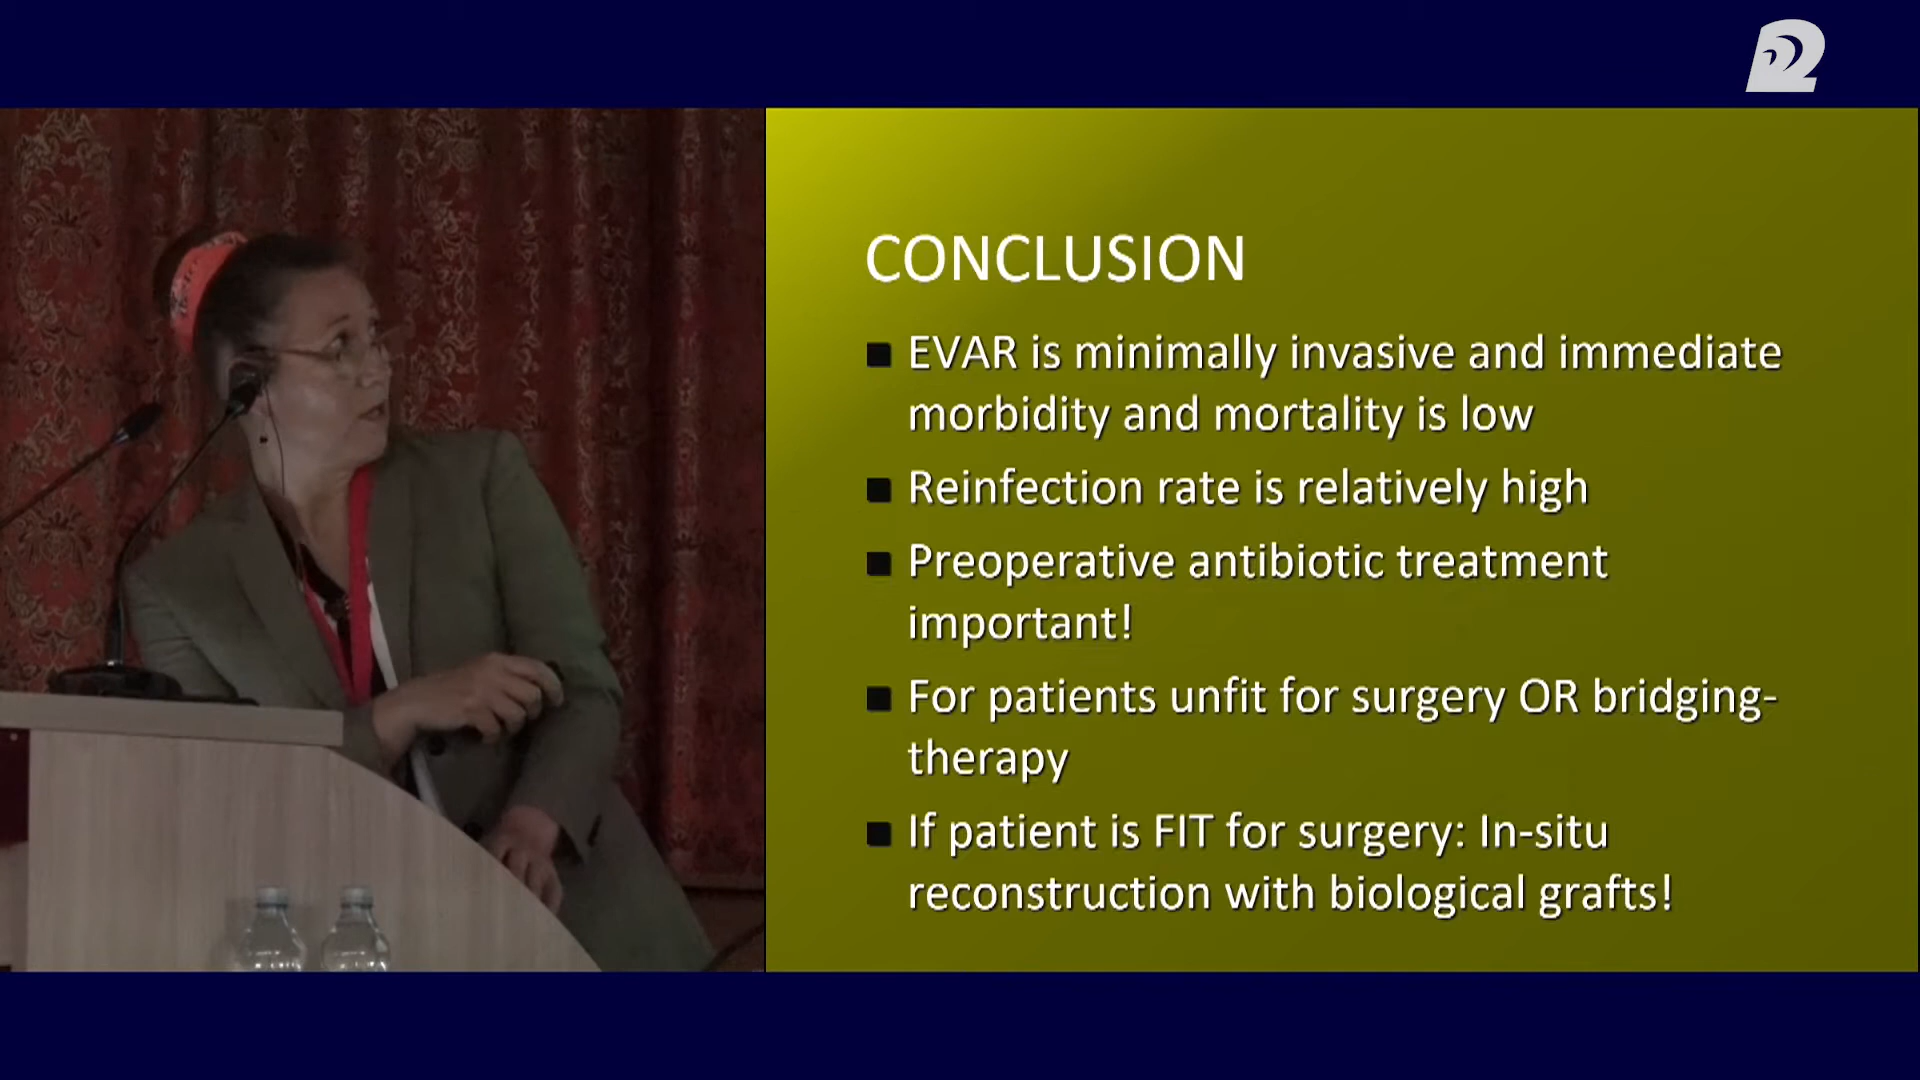 CONCLUSION
EVAR is minimally invasive and immediate
morbidity and mortality is low
Reinfection rate is relatively high
Preoperative antibiotic treatment
important!
For patients unfit for surgery OR bridging-
therapy
If patient is FIT for surgery: In-situ
reconstruction with biological grafts!